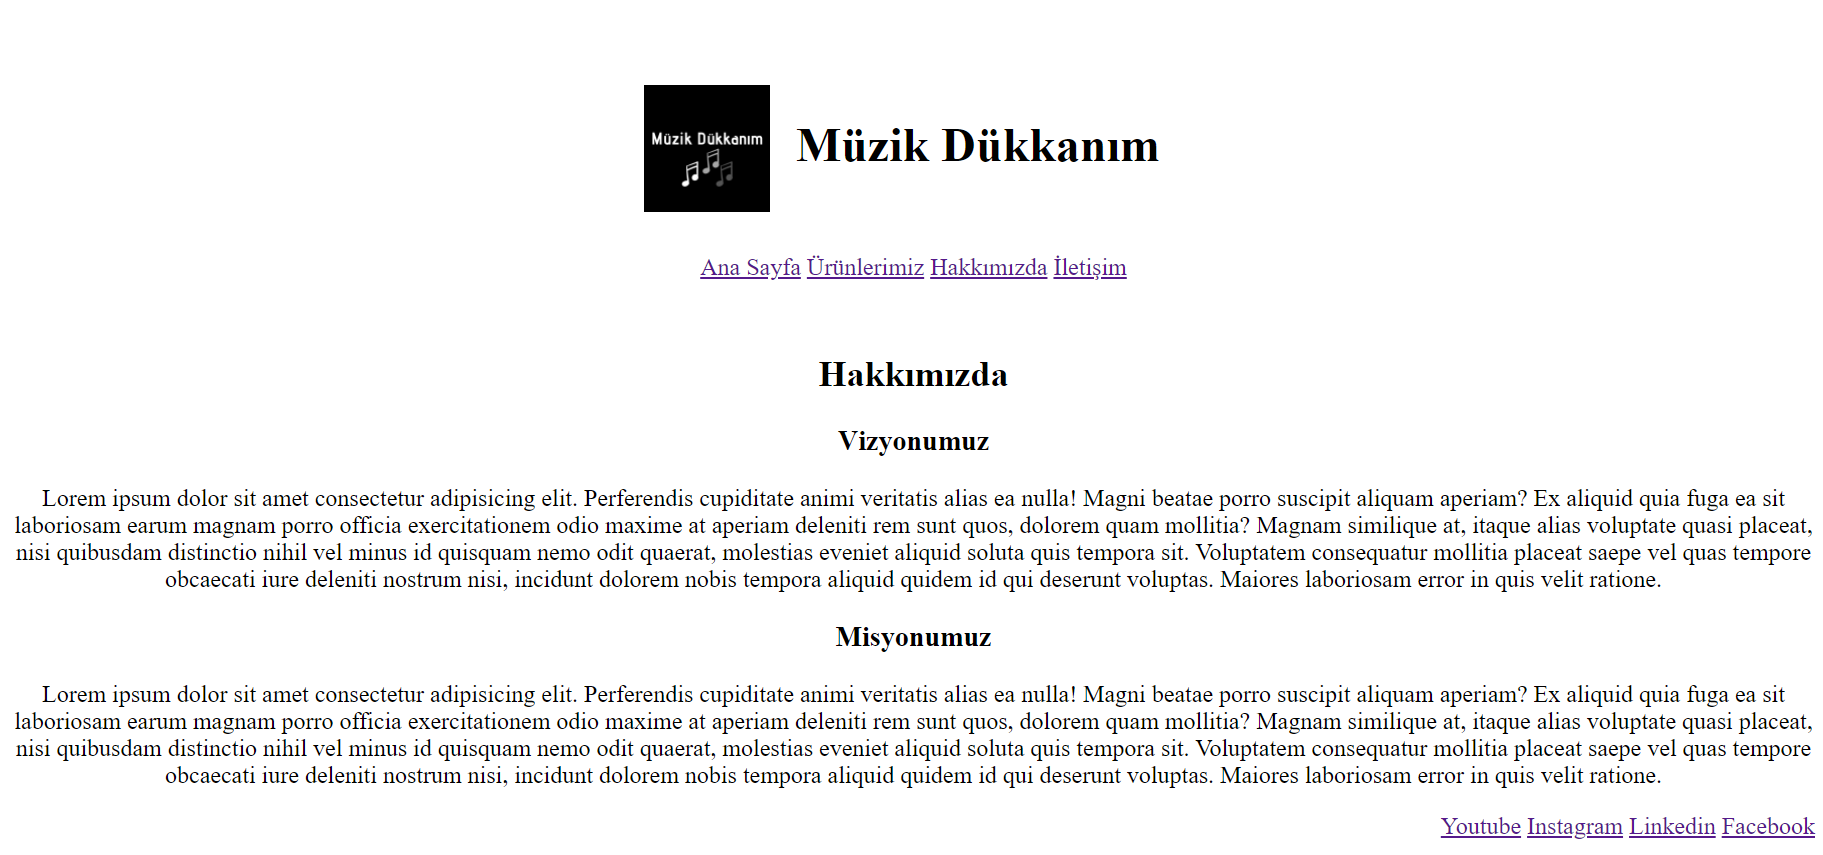 Müzik Dükkanım
Müzik Dükkanım
Ana Sayfa Ürünlerimiz Hakkımızda İletişim
Hakkımızda
Vizyonumuz
Lorem ipsum dolor sit amet consectetur adipisicing elit. Perferendis cupiditate animi veritatis alias ea nulla! Magni beatae porro suscipit aliquam aperiam? Ex aliquid quia fuga ea sit
laboriosam earum magnam porro officia exercitationem odio maxime at aperiam deleniti rem sunt quos, dolorem quam mollitia? Magnam similique at, itaque alias voluptate quasi placeat,
nisi quibusdam distinctio nihil vel minus id quisquam nemo odit quaerat, molestias eveniet aliquid soluta quis tempora sit. Voluptatem consequatur mollitia placeat saepe vel quas tempore
obcaecati iure deleniti nostrum nisi, incidunt dolorem nobis tempora aliquid quidem id qui deserunt voluptas. Maiores laboriosam error in quis velit ratione.
Misyonumuz
Lorem ipsum dolor sit amet consectetur adipisicing elit. Perferendis cupiditate animi veritatis alias ea nulla! Magni beatae porro suscipit aliquam aperiam? Ex aliquid quia fuga ea sit
laboriosam earum magnam porro officia exercitationem odio maxime at aperiam deleniti rem sunt quos, dolorem quam mollitia? Magnam similique at, itaque alias voluptate quasi placeat,
nisi quibusdam distinctio nihil vel minus id quisquam nemo odit quaerat, molestias eveniet aliquid soluta quis tempora sit. Voluptatem consequatur mollitia placeat saepe vel quas tempore
obcaecati iure deleniti nostrum nisi, incidunt dolorem nobis tempora aliquid quidem id qui deserunt voluptas. Maiores laboriosam error in quis velit ratione.
Youtube Instagram Linkedin Facebook